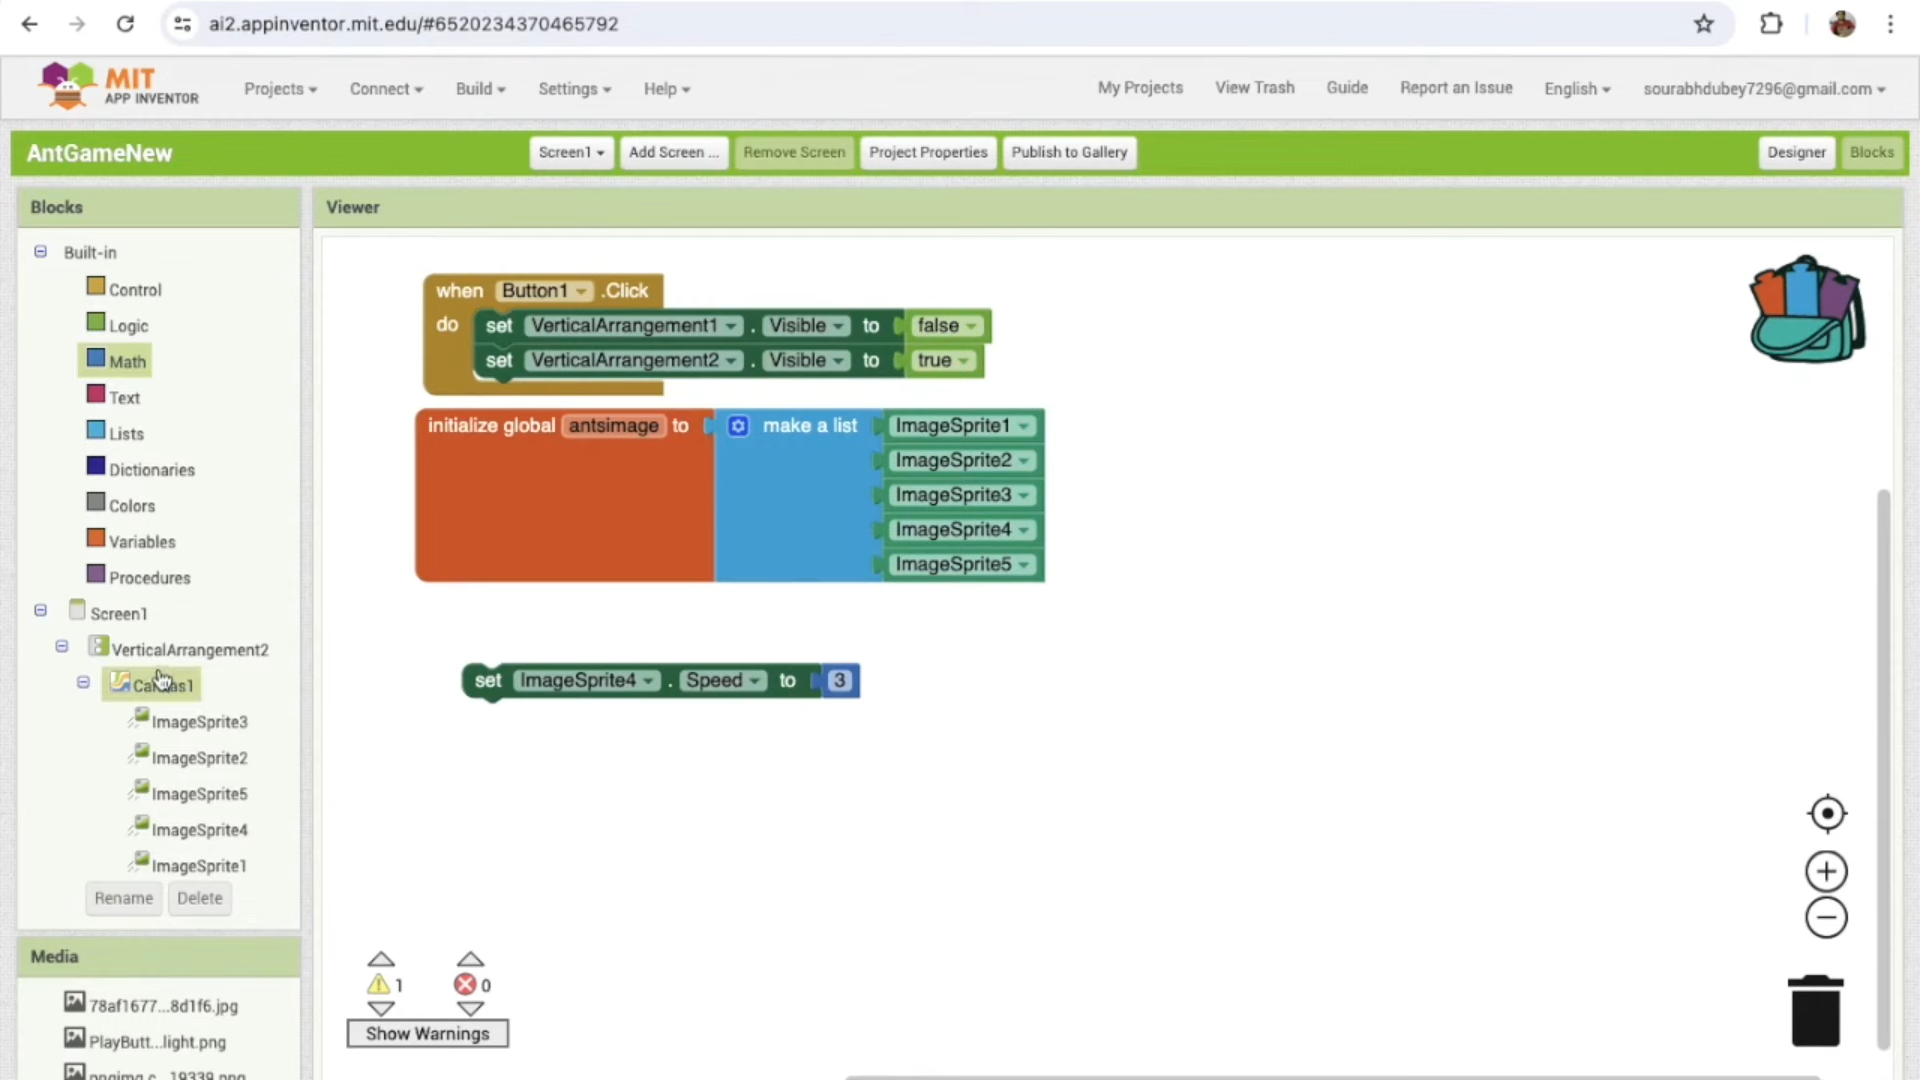 ai2.appinventor.mit.edu/#6520234370465792
MIT
APP INVENTOR
Projects
Connect
Build
Settings
Help
My Projects
View Trash
Guide
Report an Issue
English
sourabhdubey7296@gmail.com
AntGameNew
Screen1
Add Screen ...
Remove Screen
Project Properties
Publish to Gallery
Designer
Blocks
Blocks
Viewer
Built-in
Control
Logic
Math
Text
Lists
Dictionaries
Colors
Variables
Procedures
Screen1
VerticalArrangement2
Canvas1
ImageSprite3
ImageSprite2
ImageSprite5
ImageSprite4
ImageSprite1
Rename
Delete
Media
78af1677...8d1f6.jpg
PlayButt...light.png
pngimg.c...19339.png
when Button1 .Click
do set VerticalArrangement1 . Visible to false
set VerticalArrangement2 . Visible to true
initialize global antsimage to make a list ImageSprite1
ImageSprite2
ImageSprite3
ImageSprite4
ImageSprite5
set ImageSprite4 . Speed to 3
1
0
Show Warnings